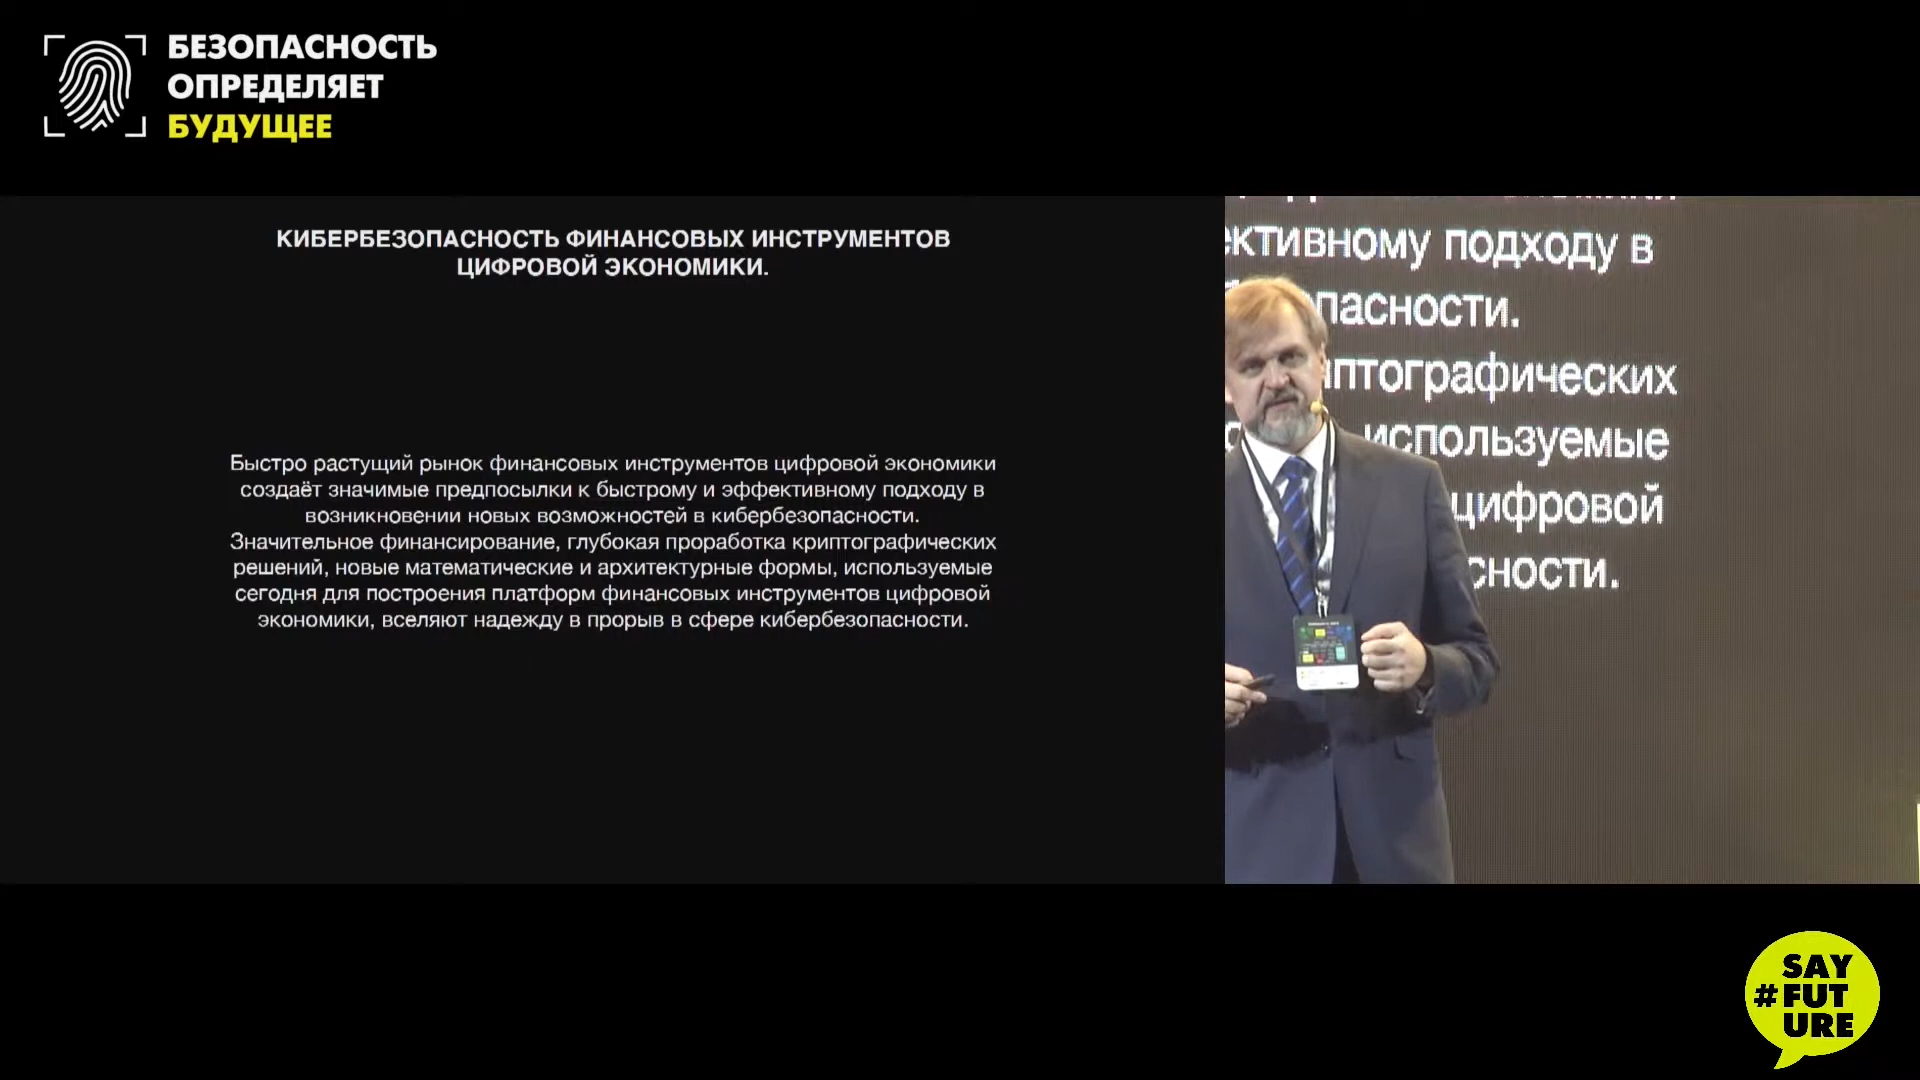 БЕЗОПАСНОСТЬ
ОПРЕДЕЛЯЕТ
БУДУЩЕЕ
КИБЕРБЕЗОПАСНОСТЬ ФИНАНСОВЫХ ИНСТРУМЕНТОВ
ЦИФРОВОЙ ЭКОНОМИКИ.
Быстро растущий рынок финансовых инструментов цифровой экономики
создаёт значимые предпосылки к быстрому и эффективному подходу в
возникновении новых возможностей в кибербезопасности.
Значительное финансирование, глубокая проработка криптографических
решений, новые математические и архитектурные формы, используемые
сегодня для построения платформ финансовых инструментов цифровой
экономики, вселяют надежду в прорыв в сфере кибербезопасности.
ективному подходу в
пасности.
иптографических
используемые
цифровой
сности.
SAY
#FUT
URE